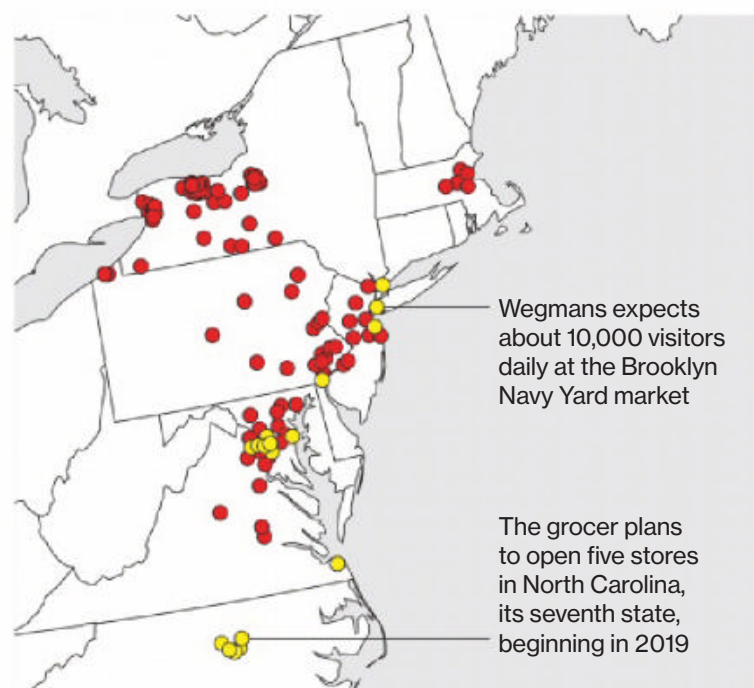 Wegmans expects
about 10,000 visitors
daily at the Brooklyn
Navy Yard market
The grocer plans
to open five stores
in North Carolina,
its seventh state,
beginning in 2019